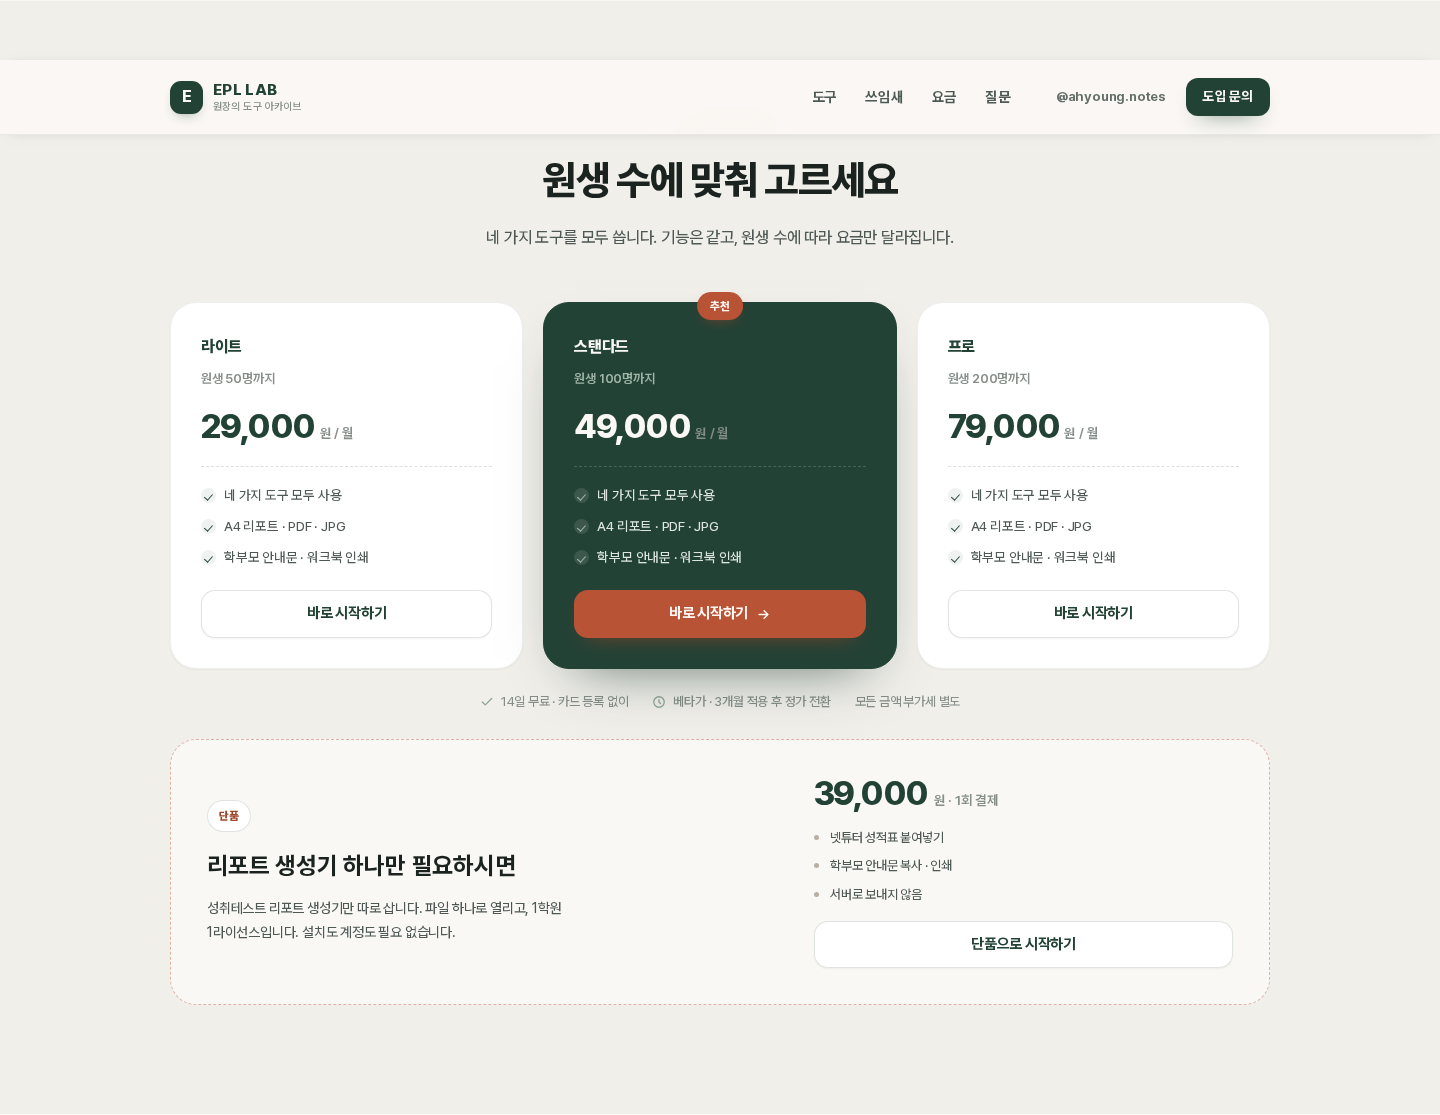 E
EPL LAB
원장의 도구 아카이브
도구
쓰임새
요금
질문
@ahyoung.notes
도입 문의
원생 수에 맞춰 고르세요
네 가지 도구를 모두 씁니다. 기능은 같고, 원생 수에 따라 요금만 달라집니다.
라이트
원생 50명까지
29,000 원 / 월
네 가지 도구 모두 사용
A4 리포트 · PDF · JPG
학부모 안내문 · 워크북 인쇄
바로 시작하기
추천
스탠다드
원생 100명까지
49,000 원 / 월
네 가지 도구 모두 사용
A4 리포트 · PDF · JPG
학부모 안내문 · 워크북 인쇄
바로 시작하기 →
프로
원생 200명까지
79,000 원 / 월
네 가지 도구 모두 사용
A4 리포트 · PDF · JPG
학부모 안내문 · 워크북 인쇄
바로 시작하기
14일 무료 · 카드 등록 없이
베타가 · 3개월 적용 후 정가 전환
모든 금액 부가세 별도
단품
리포트 생성기 하나만 필요하시면
성취테스트 리포트 생성기만 따로 삽니다. 파일 하나로 열리고, 1학원
1라이선스입니다. 설치도 계정도 필요 없습니다.
39,000 원 · 1회 결제
넷튜터 성적표 붙여넣기
학부모 안내문 복사 · 인쇄
서버로 보내지 않음
단품으로 시작하기